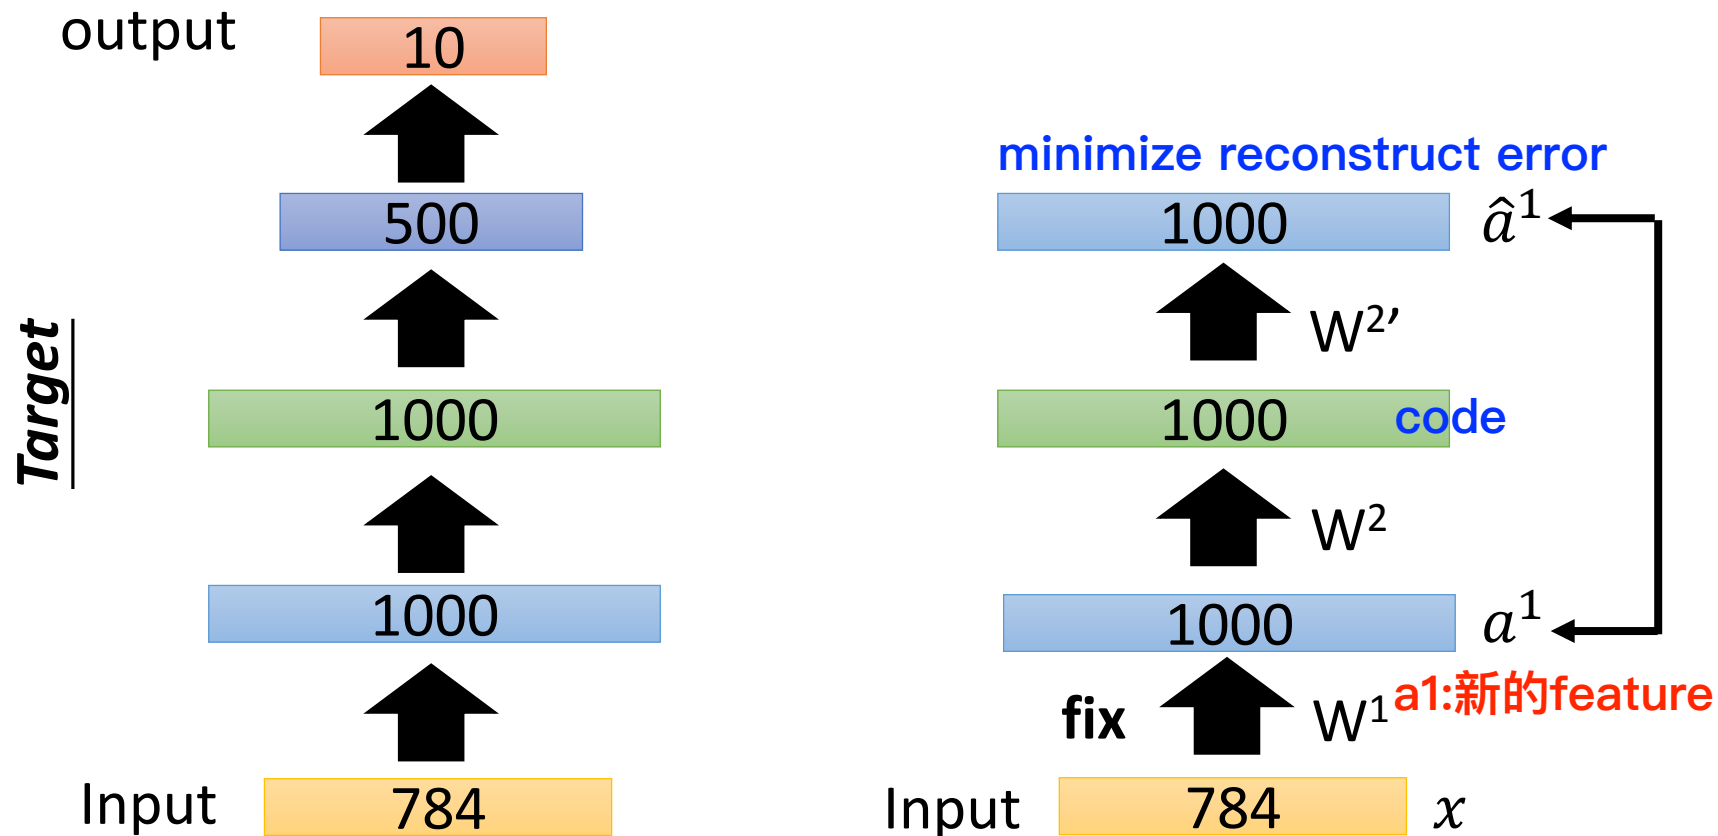 output
10
500
Target
1000
1000
Input
784
minimize reconstruct error
1000
â¹
W²′
1000
code
W²
1000
a¹
a1:新的feature
fix
W¹
Input
784
x